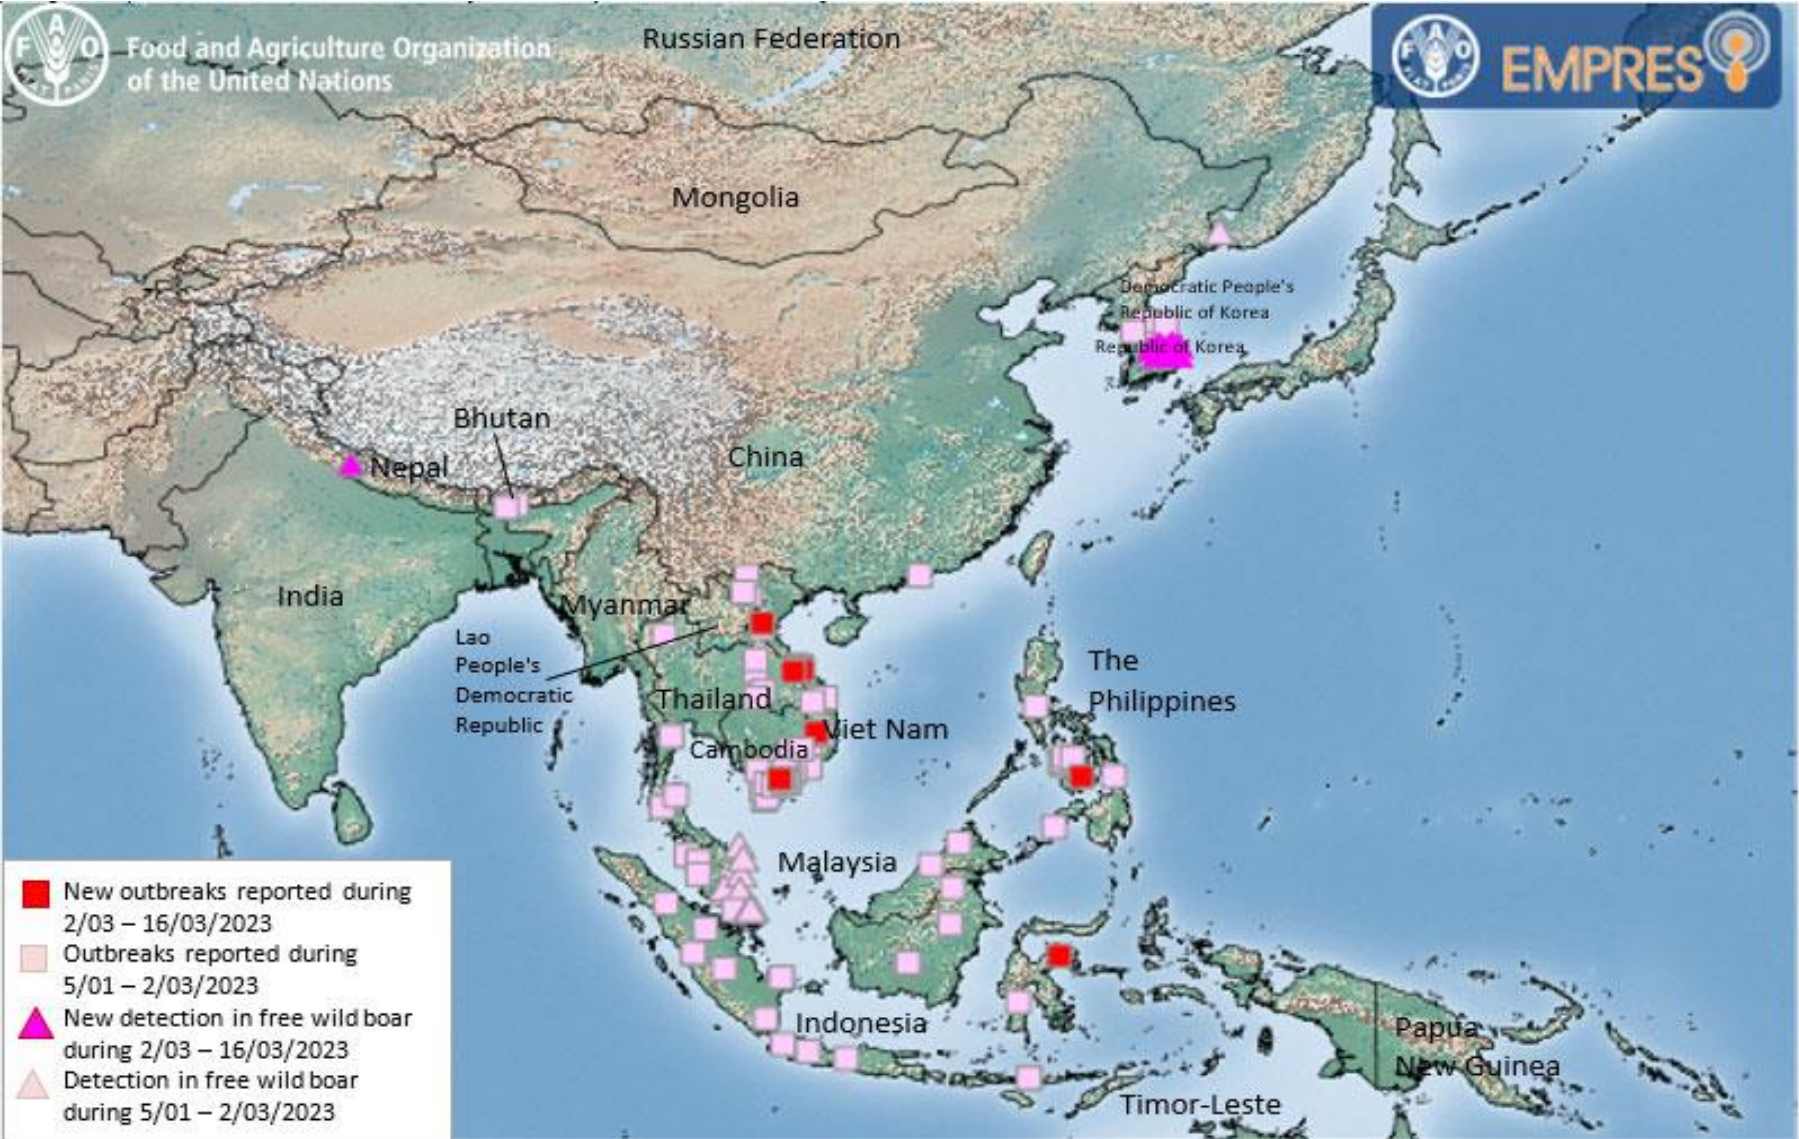 Food and Agriculture Organization
of the United Nations
F A O
FIAT PANIS
Russian Federation
F A O
FIAT PANIS
EMPRES
Mongolia
Democratic People's
Republic of Korea
Republic of Korea
Bhutan
Nepal
China
India
Myanmar
Lao
People's
Democratic
Republic
The
Philippines
Thailand
Viet Nam
Cambodia
Malaysia
Indonesia
Papua
New Guinea
Timor-Leste
New outbreaks reported during
2/03 – 16/03/2023
Outbreaks reported during
5/01 – 2/03/2023
New detection in free wild boar
during 2/03 – 16/03/2023
Detection in free wild boar
during 5/01 – 2/03/2023